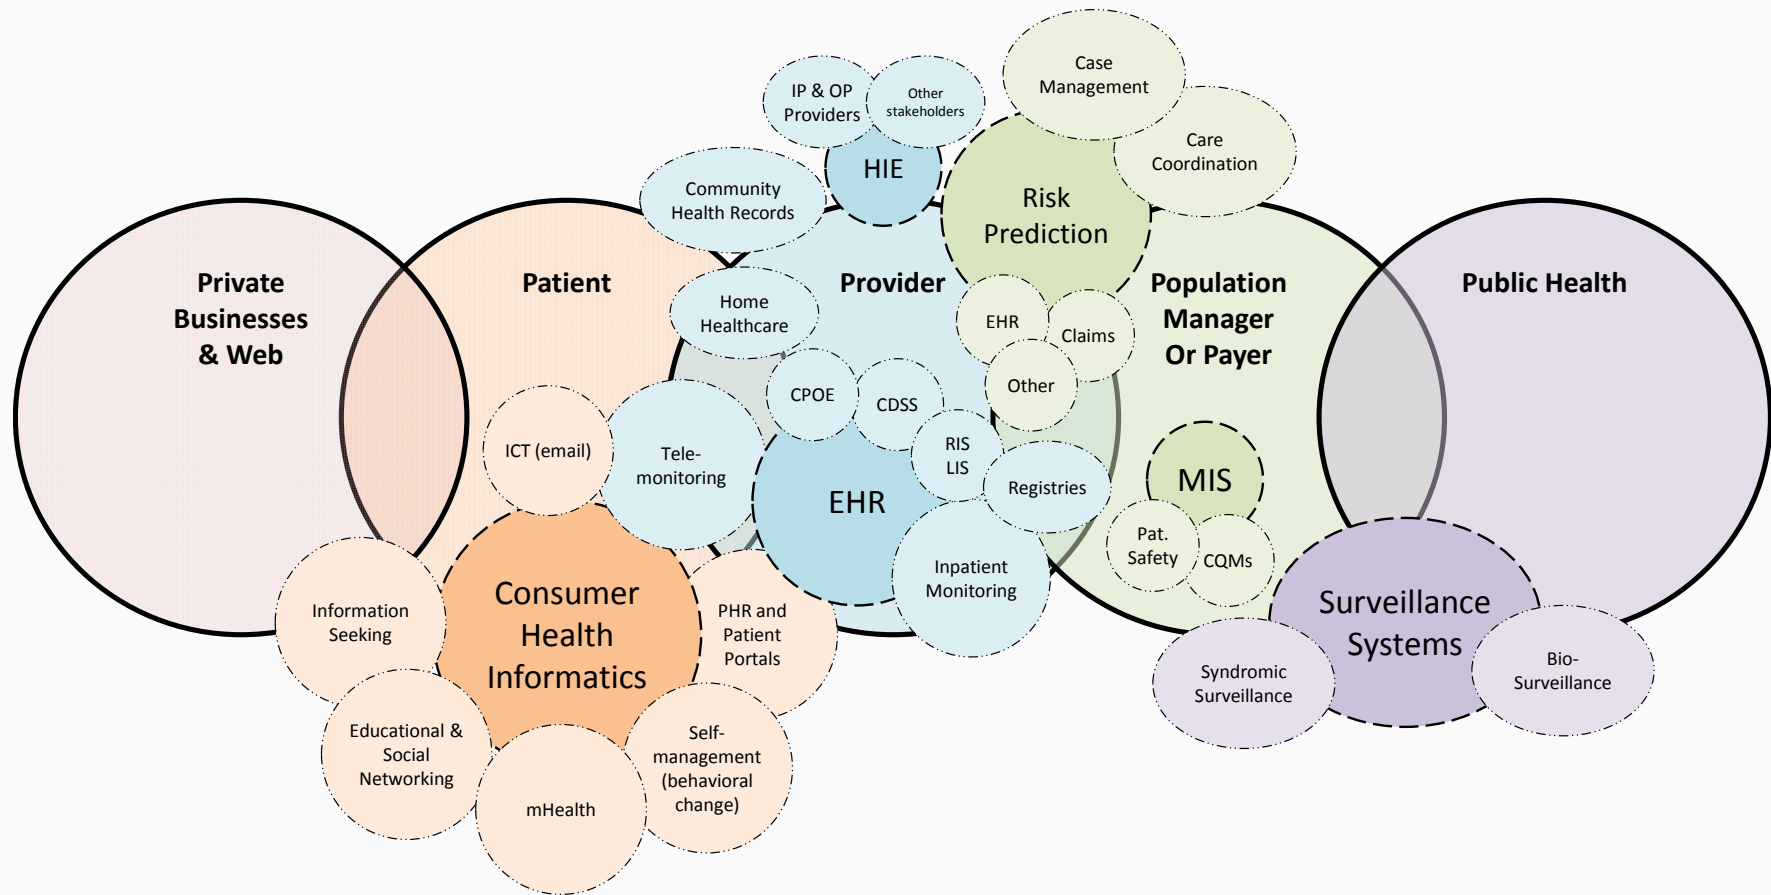 Case
Management
IP & OP
Providers
Other
stakeholders
Care
Coordination
HIE
Community
Health Records
Risk
Prediction
Private
Businesses
& Web
Patient
Provider
Population
Manager
Or Payer
Public Health
Home
Healthcare
EHR
Claims
Other
CPOE
CDSS
ICT (email)
Tele-
monitoring
RIS
LIS
Registries
EHR
MIS
Pat.
Safety
CQMs
Inpatient
Monitoring
Information
Seeking
Consumer
Health
Informatics
PHR and
Patient
Portals
Surveillance
Systems
Syndromic
Surveillance
Bio-
Surveillance
Educational &
Social
Networking
Self-
management
(behavioral
change)
mHealth